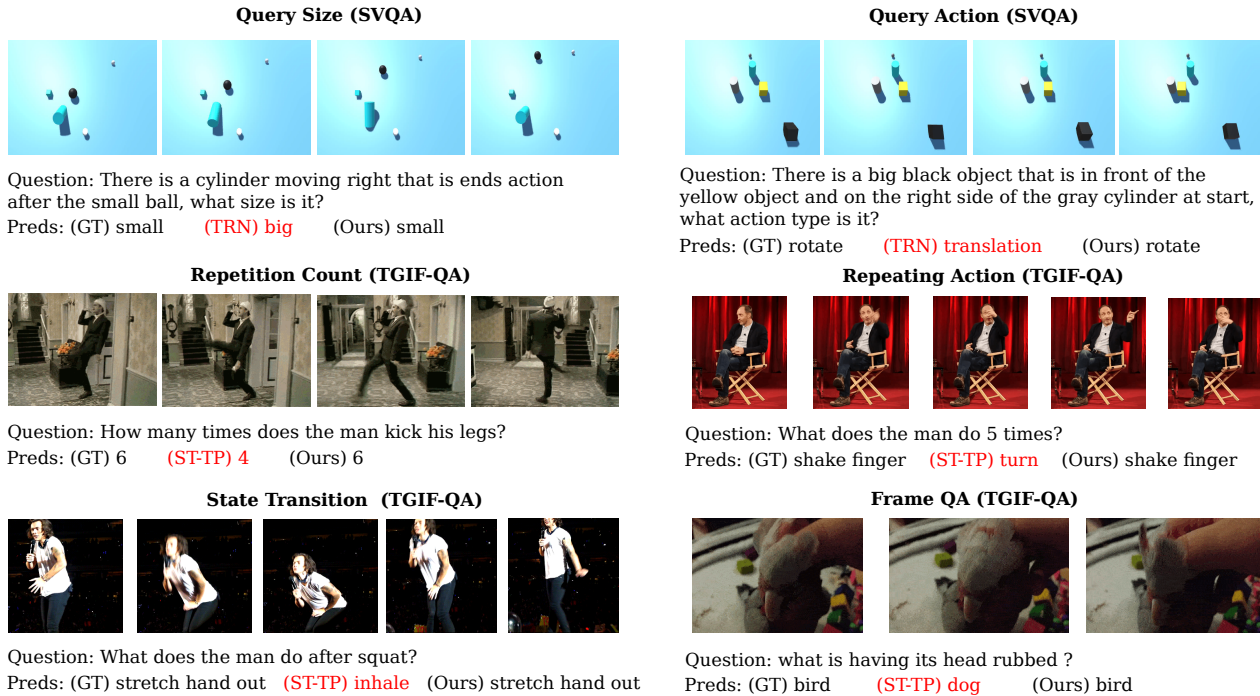 Query Size (SVQA)
Question: There is a cylinder moving right that is ends action
after the small ball, what size is it?
Preds: (GT) small (TRN) big (Ours) small
Query Action (SVQA)
Question: There is a big black object that is in front of the
yellow object and on the right side of the gray cylinder at start,
what action type is it?
Preds: (GT) rotate (TRN) translation (Ours) rotate
Repetition Count (TGIF-QA)
Question: How many times does the man kick his legs?
Preds: (GT) 6 (ST-TP) 4 (Ours) 6
Repeating Action (TGIF-QA)
Question: What does the man do 5 times?
Preds: (GT) shake finger (ST-TP) turn (Ours) shake finger
State Transition (TGIF-QA)
Question: What does the man do after squat?
Preds: (GT) stretch hand out (ST-TP) inhale (Ours) stretch hand out
Frame QA (TGIF-QA)
Question: what is having its head rubbed ?
Preds: (GT) bird (ST-TP) dog (Ours) bird